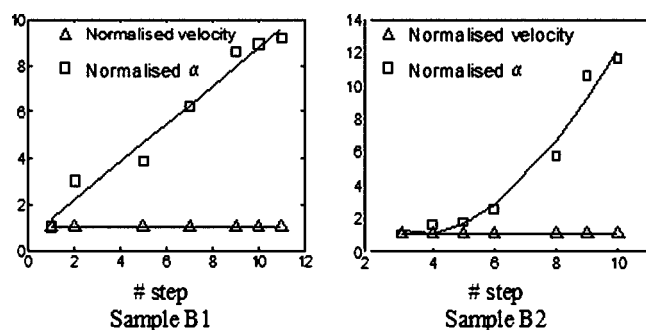 10
8
6
4
2
0
0 2 4 6 8 10 12
Normalised velocity
Normalised α
# step
Sample B1
14
12
10
8
6
4
2
0
2 4 6 8 10
Normalised velocity
Normalised α
# step
Sample B2